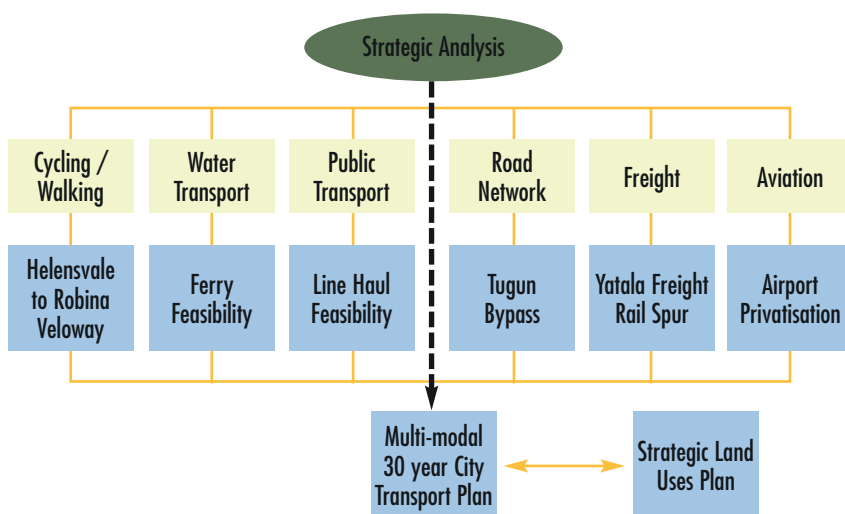 Strategic Analysis
Cycling /
Walking
Water
Transport
Public
Transport
Road
Network
Freight
Aviation
Helensvale
to Robina
Veloway
Ferry
Feasibility
Line Haul
Feasibility
Tugun
Bypass
Yatala Freight
Rail Spur
Airport
Privatisation
Multi-modal
30 year City
Transport Plan
Strategic Land
Uses Plan